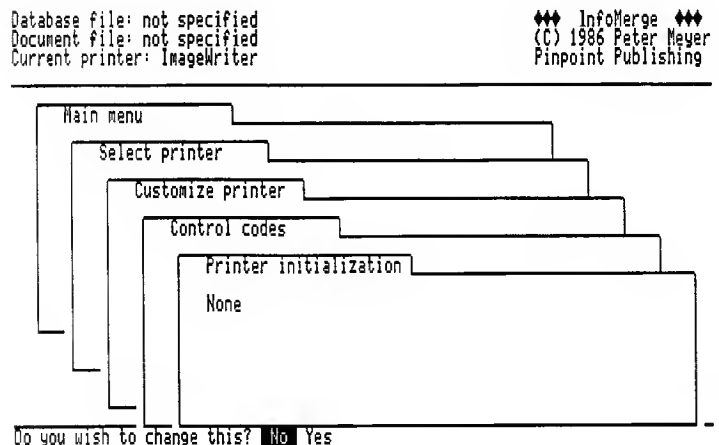 Database file: not specified
Document file: not specified
Current printer: ImageWriter
♦♦♦ InfoMerge ♦♦♦
(C) 1986 Peter Meyer
Pinpoint Publishing
Main menu
Select printer
Customize printer
Control codes
Printer initialization
None
Do you wish to change this? No Yes